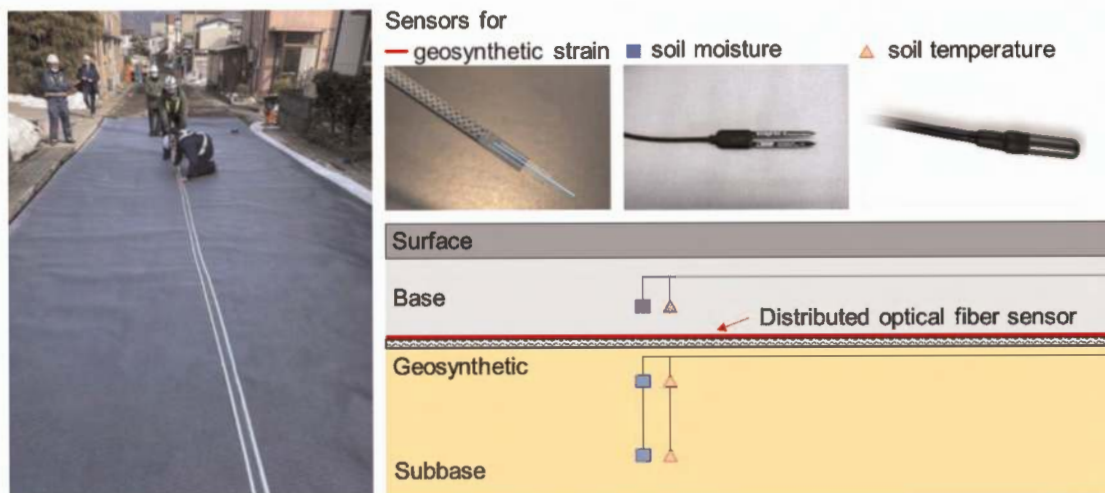 Sensors for
geosynthetic strain
soil moisture
soil temperature
Surface
Base
Distributed optical fiber sensor
Geosynthetic
Subbase